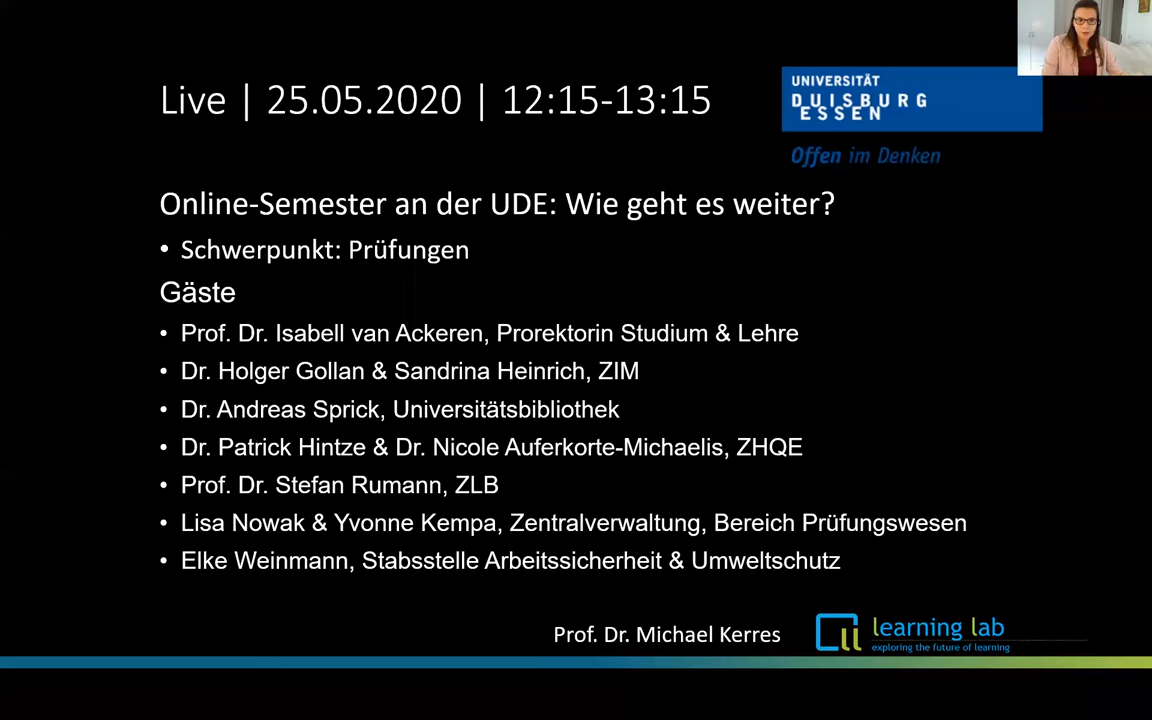 Live | 25.05.2020 | 12:15-13:15
UNIVERSITÄT
DUISBURG
ESSEN
Offen im Denken
Online-Semester an der UDE: Wie geht es weiter?
• Schwerpunkt: Prüfungen
Gäste
• Prof. Dr. Isabell van Ackeren, Prorektorin Studium & Lehre
• Dr. Holger Gollan & Sandrina Heinrich, ZIM
• Dr. Andreas Sprick, Universitätsbibliothek
• Dr. Patrick Hintze & Dr. Nicole Auferkorte-Michaelis, ZHQE
• Prof. Dr. Stefan Rumann, ZLB
• Lisa Nowak & Yvonne Kempa, Zentralverwaltung, Bereich Prüfungswesen
• Elke Weinmann, Stabsstelle Arbeitssicherheit & Umweltschutz
Prof. Dr. Michael Kerres
learning lab
exploring the future of learning